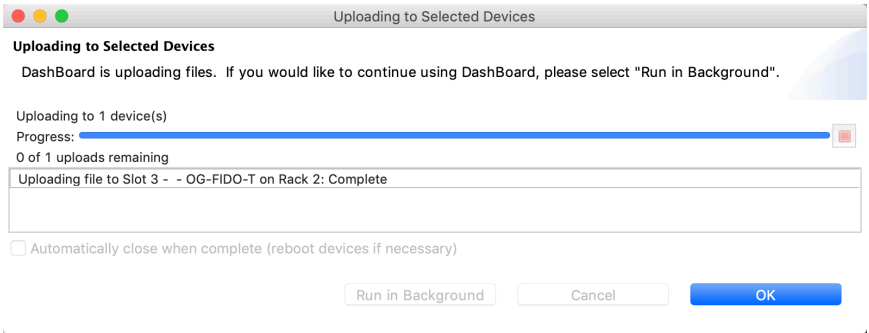 Uploading to Selected Devices
Uploading to Selected Devices
DashBoard is uploading files.  If you would like to continue using DashBoard, please select "Run in Background".
Uploading to 1 device(s)
Progress:
0 of 1 uploads remaining
Uploading file to Slot 3 -  - OG-FIDO-T on Rack 2: Complete
Automatically close when complete (reboot devices if necessary)
Run in Background Cancel OK